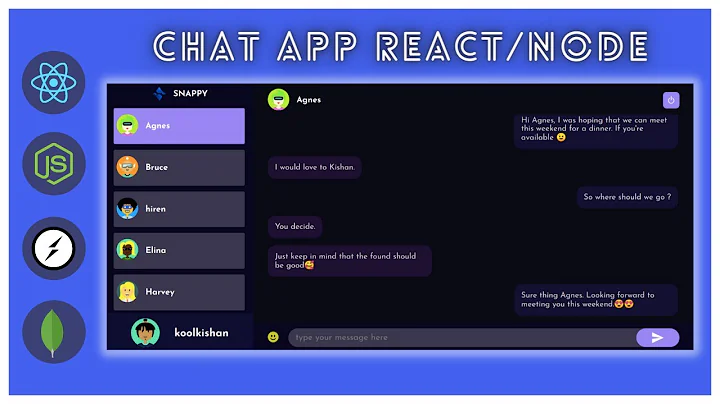 CHAT APP REACT/NODE
SNAPPY
Agnes
Bruce
hiren
Elina
Harvey
koolkishan
Agnes
Hi Agnes, I was hoping that we can meet
this weekend for a dinner. If you're
available 😉
I would love to Kishan.
So where should we go ?
You decide.
Just keep in mind that the found should
be good🥰
Sure thing Agnes. Looking forward to
meeting you this weekend.😍😍
type your message here
JS